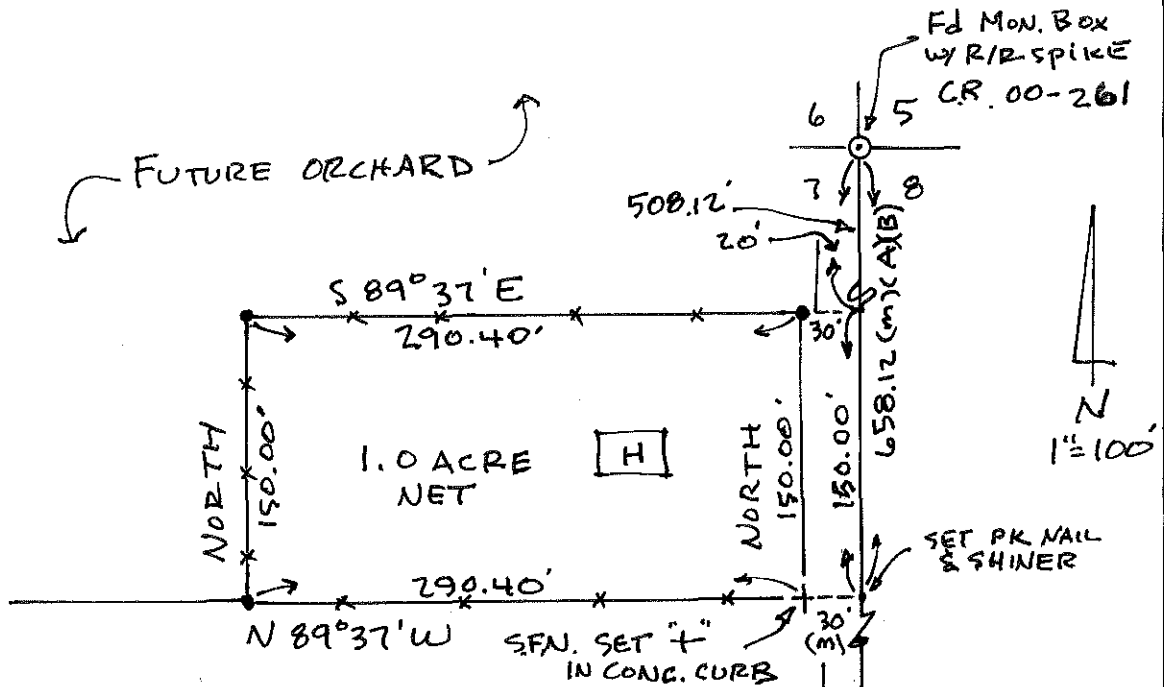 Fd MON. BOX
W/ R/R SPIKE
C.R. 00-261
6 5
7 8
FUTURE ORCHARD
508.12'
20'
S 89°37'E
290.40'
30'
658.12 (m)(A)(B)
N
1"=100'
NORTH
150.00'
1.0 ACRE
NET
H
NORTH
150.00'
150.00'
SET PK NAIL
& SHINER
290.40'
N 89°37'W
30'
(m)
S.F.N. SET "+"
IN CONC. CURB